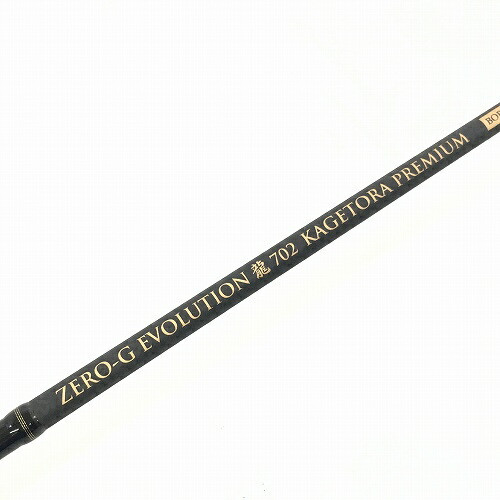 ZERO-G EVOLUTION 龍 702 KAGETORA PREMIUM